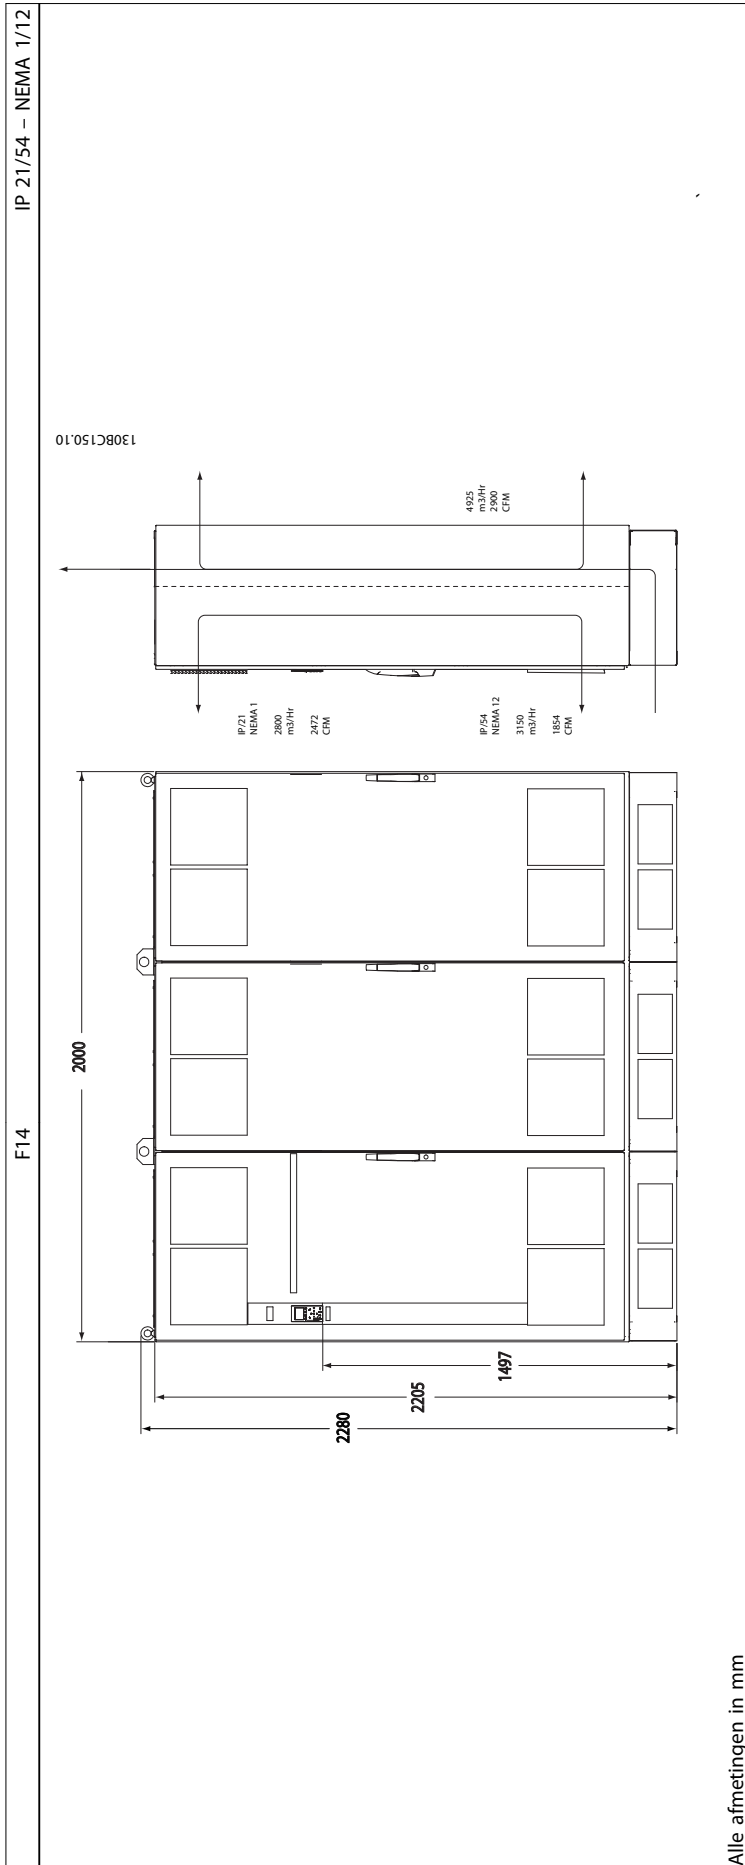 F14
IP 21/54 – NEMA 1/12
130BC150.10
2000
2280
2205
1497
IP/21
NEMA 1
2800
m3/Hr
2472
CFM
IP/54
NEMA 12
3150
m3/Hr
1854
CFM
4925
m3/Hr
2900
CFM
Alle afmetingen in mm